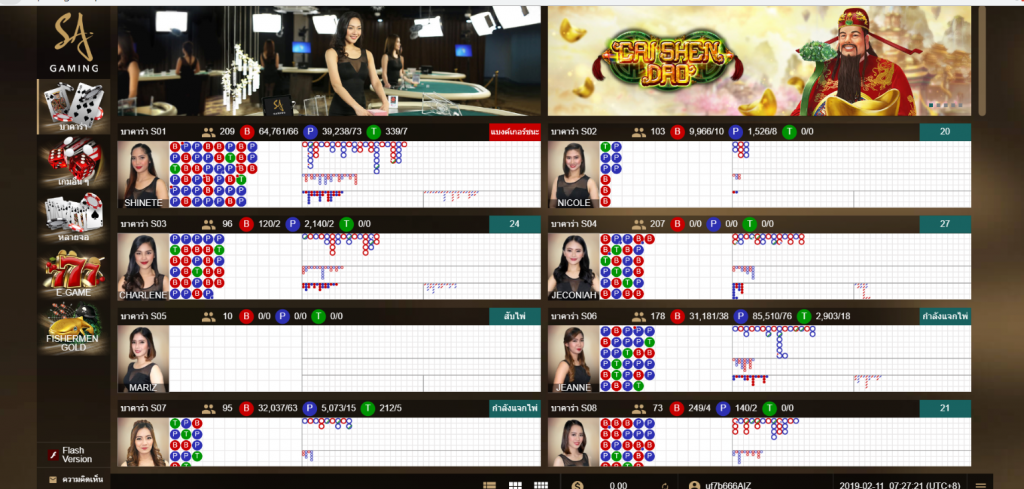 SA
GAMING
CAI SHEN
DAO
บาคาร่า
เกมอื่น ๆ
หลายจอ
E-GAME
FISHERMEN
GOLD
Flash
Version
ความคิดเห็น
บาคาร่า S01 209 B 64,761/66 P 39,238/73 T 339/7 แบงค์เกอร์ชนะ
SHINETE
บาคาร่า S02 103 B 9,966/10 P 1,526/8 T 0/0 20
NICOLE
บาคาร่า S03 96 B 120/2 P 2,140/2 T 0/0 24
CHARLENE
บาคาร่า S04 207 B 0/0 P 0/0 T 0/0 27
JECONIAH
บาคาร่า S05 10 B 0/0 P 0/0 T 0/0 สับไพ่
MARIZ
บาคาร่า S06 178 B 31,181/38 P 85,510/76 T 2,903/18 กำลังแจกไพ่
JEANNE
บาคาร่า S07 95 B 32,037/63 P 5,073/15 T 212/5 กำลังแจกไพ่
บาคาร่า S08 73 B 249/4 P 140/2 T 0/0 21
0.00 uf7b666AIZ 2019-02-11 07:27:21 (UTC+8)